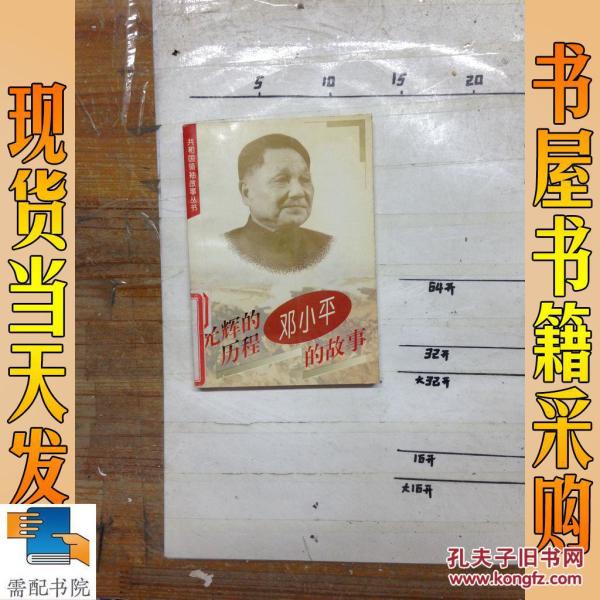 现货当天发
书屋书籍采购
5 10 15 20
共和国领袖故事丛书
光辉的
历程
邓小平
的故事
64开
32开
大32开
16开
大16开
需配书院
孔夫子旧书网
www.kongfz.com